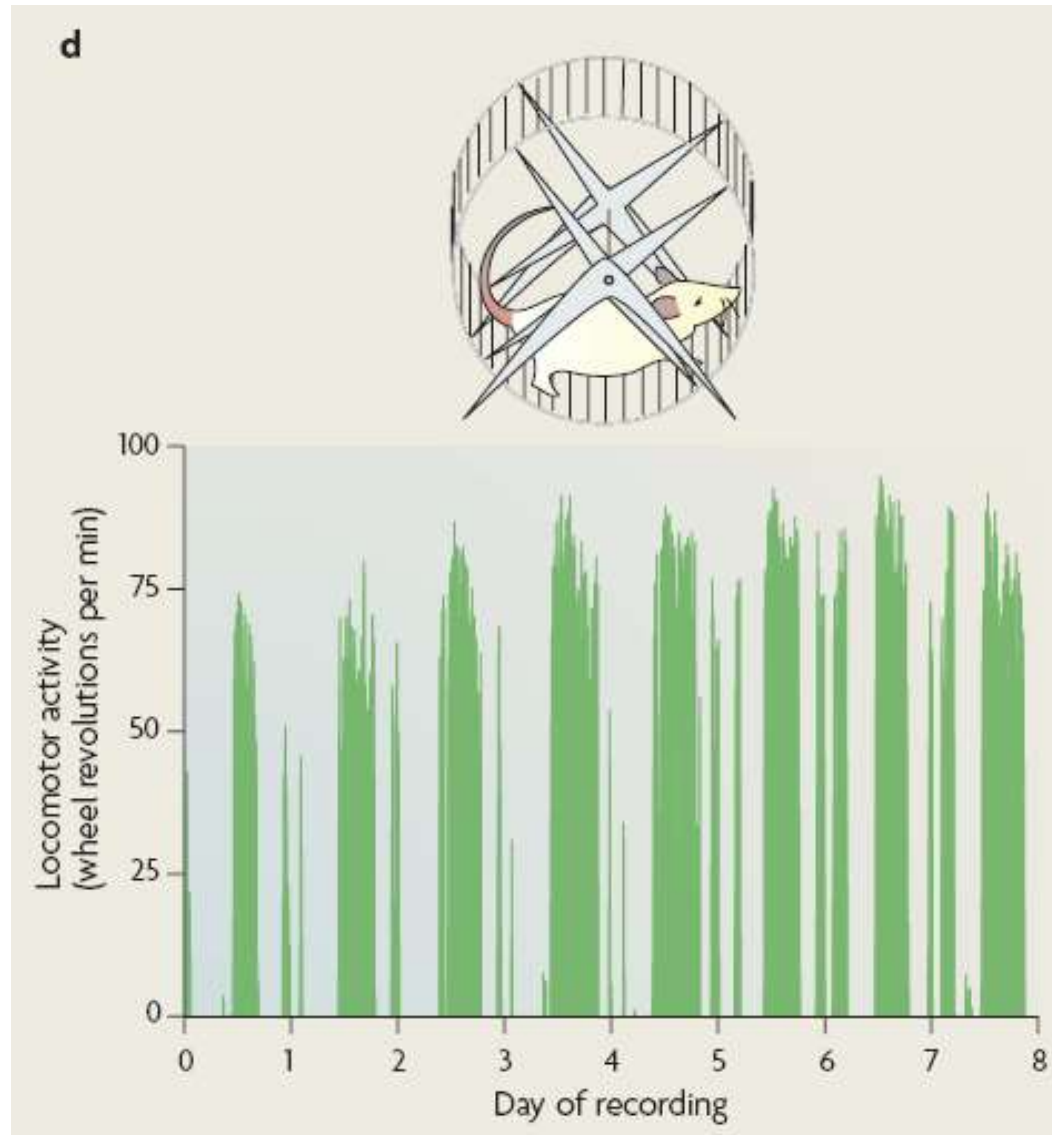 d
100
75
50
25
0
Locomotor activity
(wheel revolutions per min)
0 1 2 3 4 5 6 7 8
Day of recording